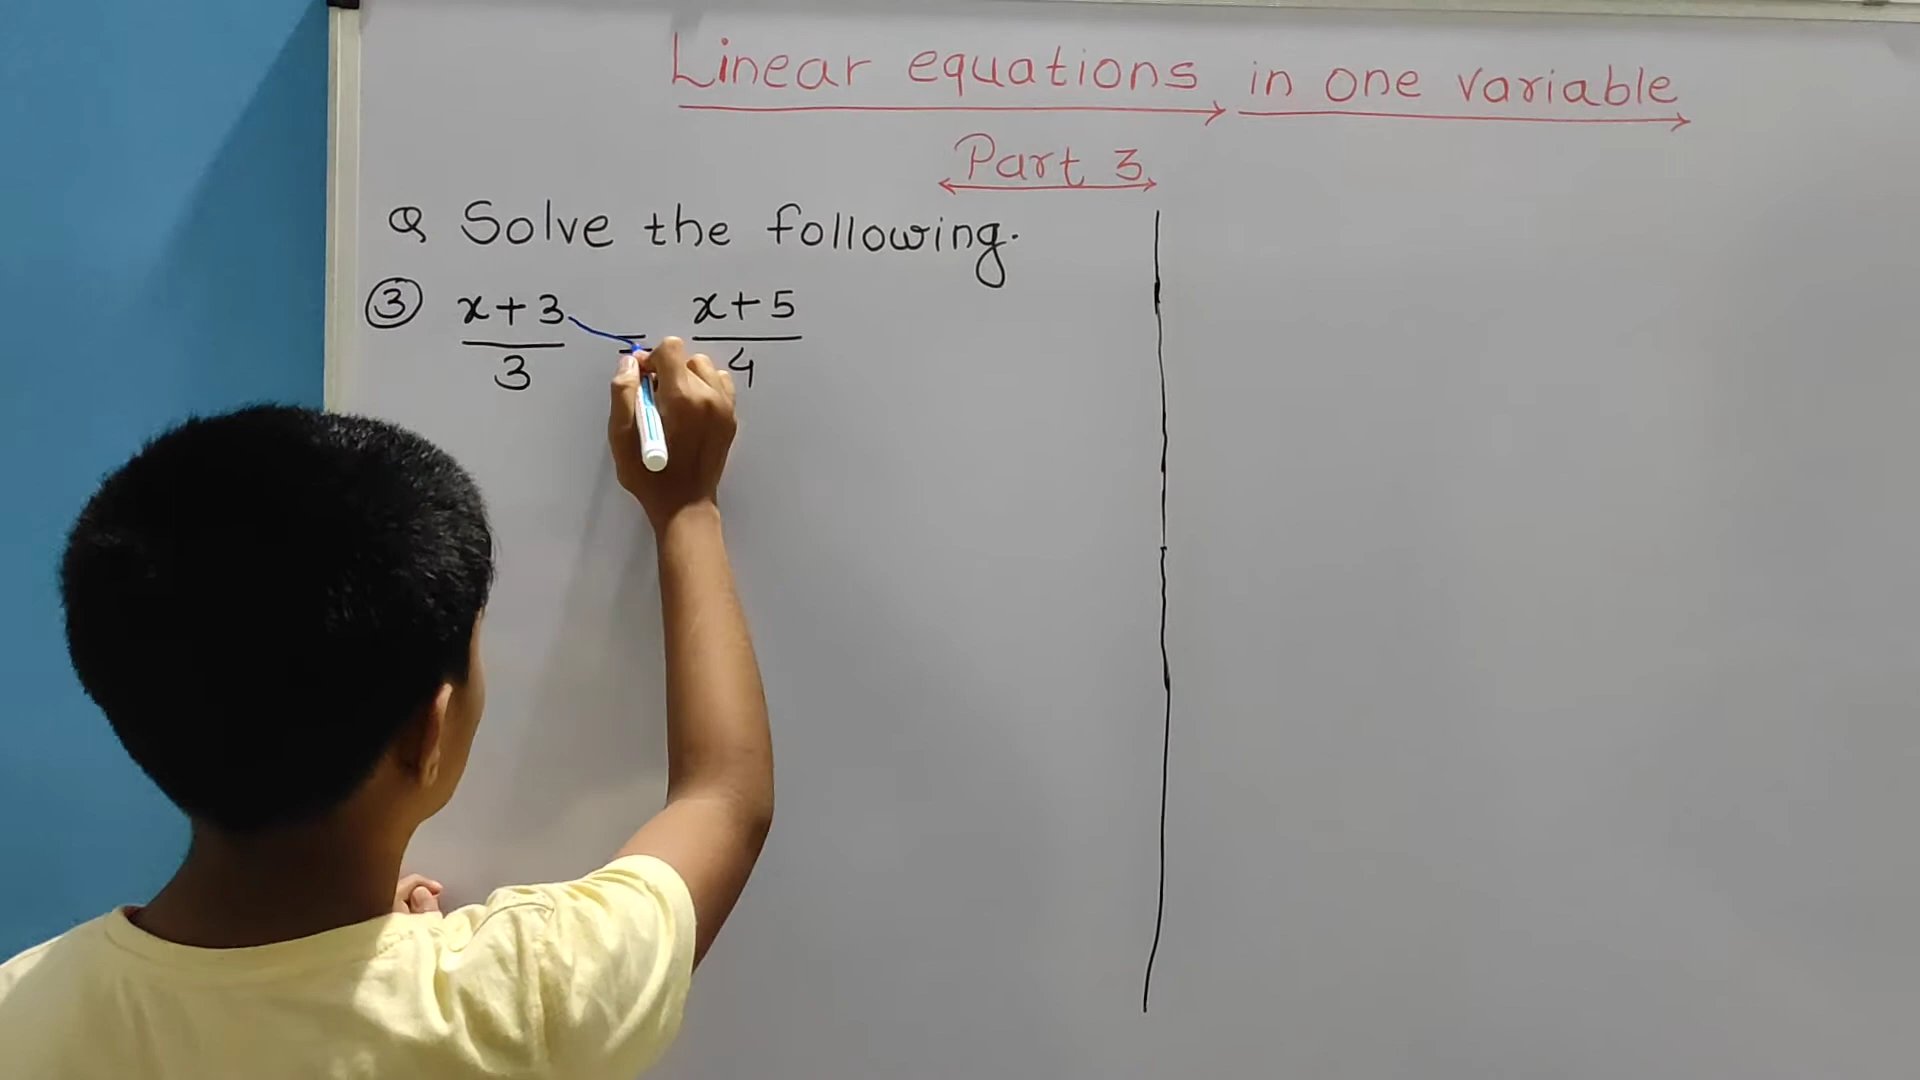 Linear equations in one variable
Part 3
Q Solve the following.
③ x+3/3 = x+5/4